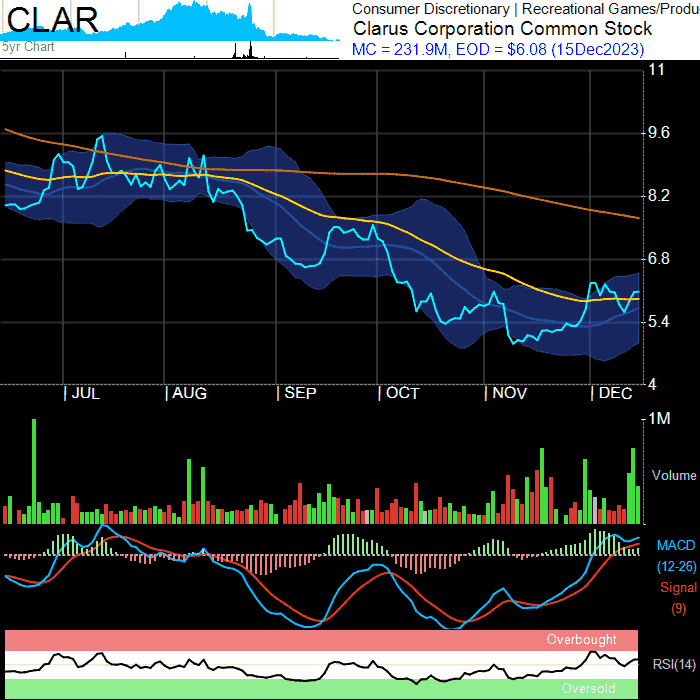 CLAR
Consumer Discretionary | Recreational Games/Produ
Clarus Corporation Common Stock
MC = 231.9M, EOD = $6.08 (15Dec2023)
5yr Chart
11
9.6
8.2
6.8
5.4
4
| JUL | AUG | SEP | OCT | NOV | DEC
1M
Volume
MACD
(12-26)
Signal
(9)
Overbought
RSI(14)
Oversold